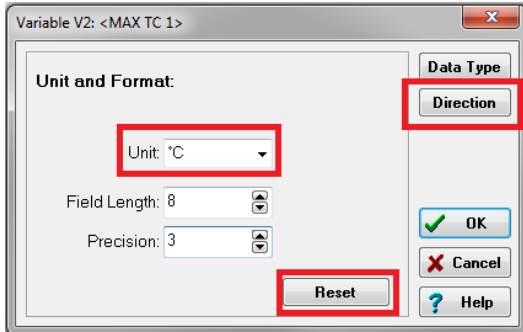 Variable V2: <MAX TC 1>
Unit and Format:
Unit: °C
Field Length: 8
Precision: 3
Reset
Data Type
Direction
OK
Cancel
? Help